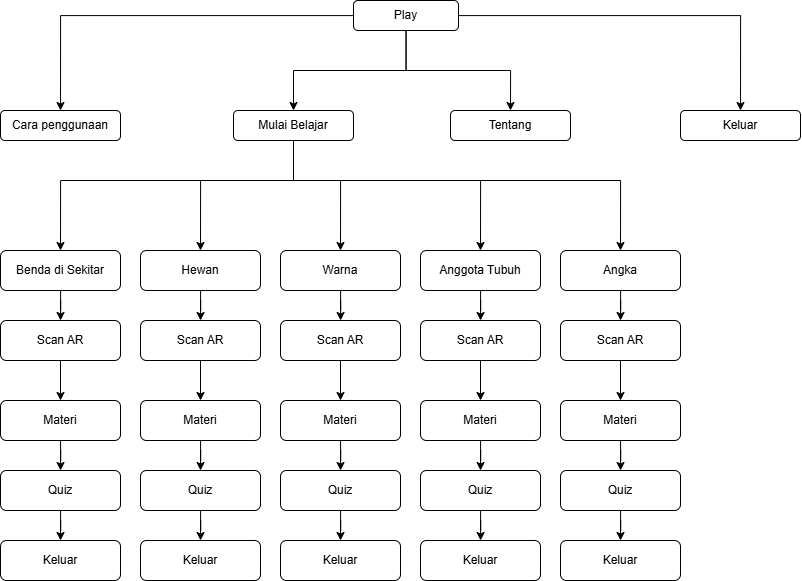 Play
Cara penggunaan
Mulai Belajar
Tentang
Keluar
Benda di Sekitar
Hewan
Warna
Anggota Tubuh
Angka
Scan AR
Scan AR
Scan AR
Scan AR
Scan AR
Materi
Materi
Materi
Materi
Materi
Quiz
Quiz
Quiz
Quiz
Quiz
Keluar
Keluar
Keluar
Keluar
Keluar